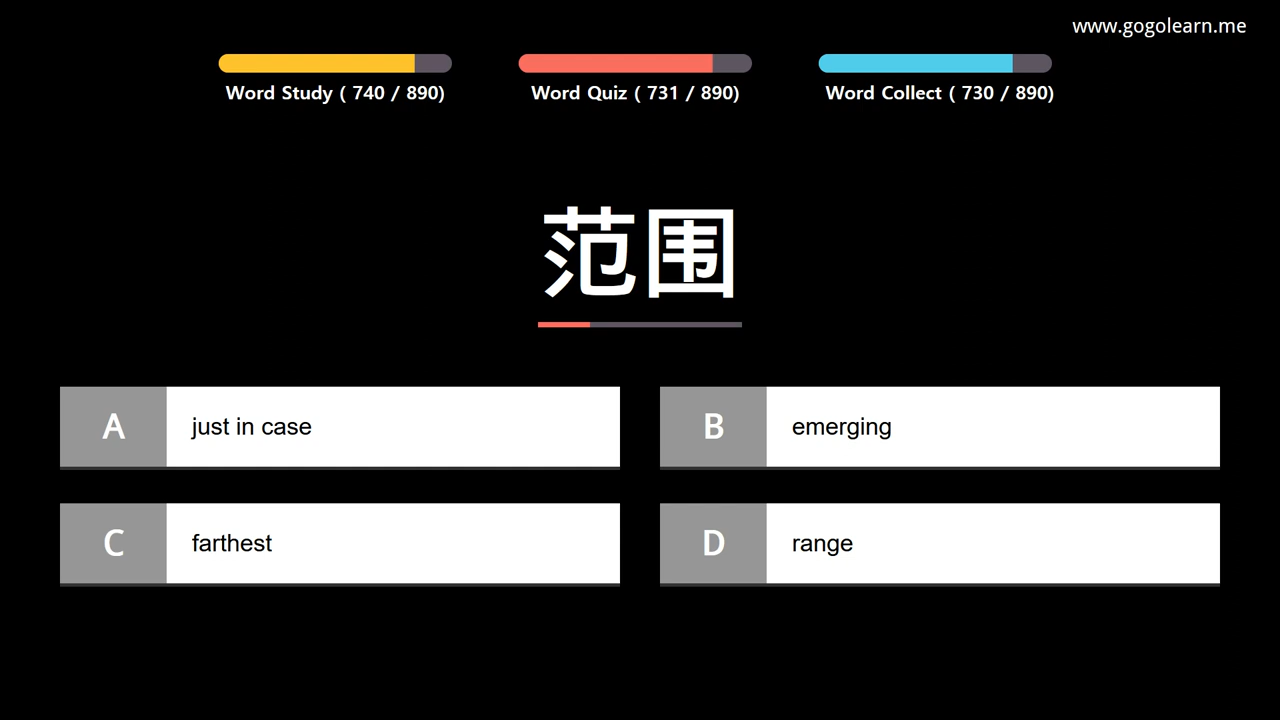 www.gogolearn.me
Word Study ( 740 / 890)
Word Quiz ( 731 / 890)
Word Collect ( 730 / 890)
范围
A just in case
B emerging
C farthest
D range